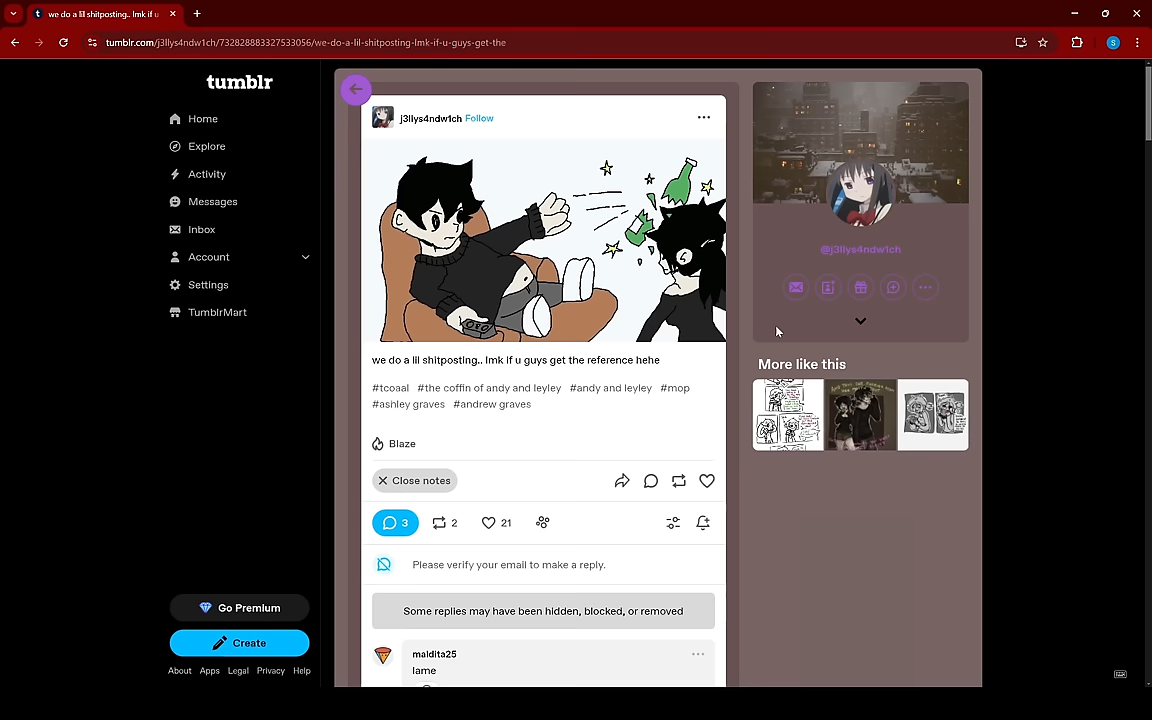 we do a lil shitposting.. lmk if u
tumblr.com/j3llys4ndw1ch/732828883327533056/we-do-a-lil-shitposting-lmk-if-u-guys-get-the
S
tumblr
Home
Explore
Activity
Messages
Inbox
Account
Settings
TumblrMart
Go Premium
Create
About Apps Legal Privacy Help
j3llys4ndw1ch Follow
we do a lil shitposting.. lmk if u guys get the reference hehe
#tcoaal #the coffin of andy and leyley #andy and leyley #mop
#ashley graves #andrew graves
Blaze
Close notes
3 2 21
Please verify your email to make a reply.
Some replies may have been hidden, blocked, or removed
maldita25
lame
@j3llys4ndw1ch
More like this